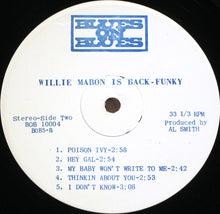 BLUES
ON
BLUES
WILLIE MABON IS BACK-FUNKY
Stereo-Side Two
BOB 10004
B085-B
33 1/3 RPM
Produced by
AL SMITH
1. POISON IVY-2:58
2. HEY GAL-2:54
3. MY BABY WON'T WRITE TO ME-2:42
4. THINKIN ABOUT YOU-2:53
5. I DON'T KNOW-3:08